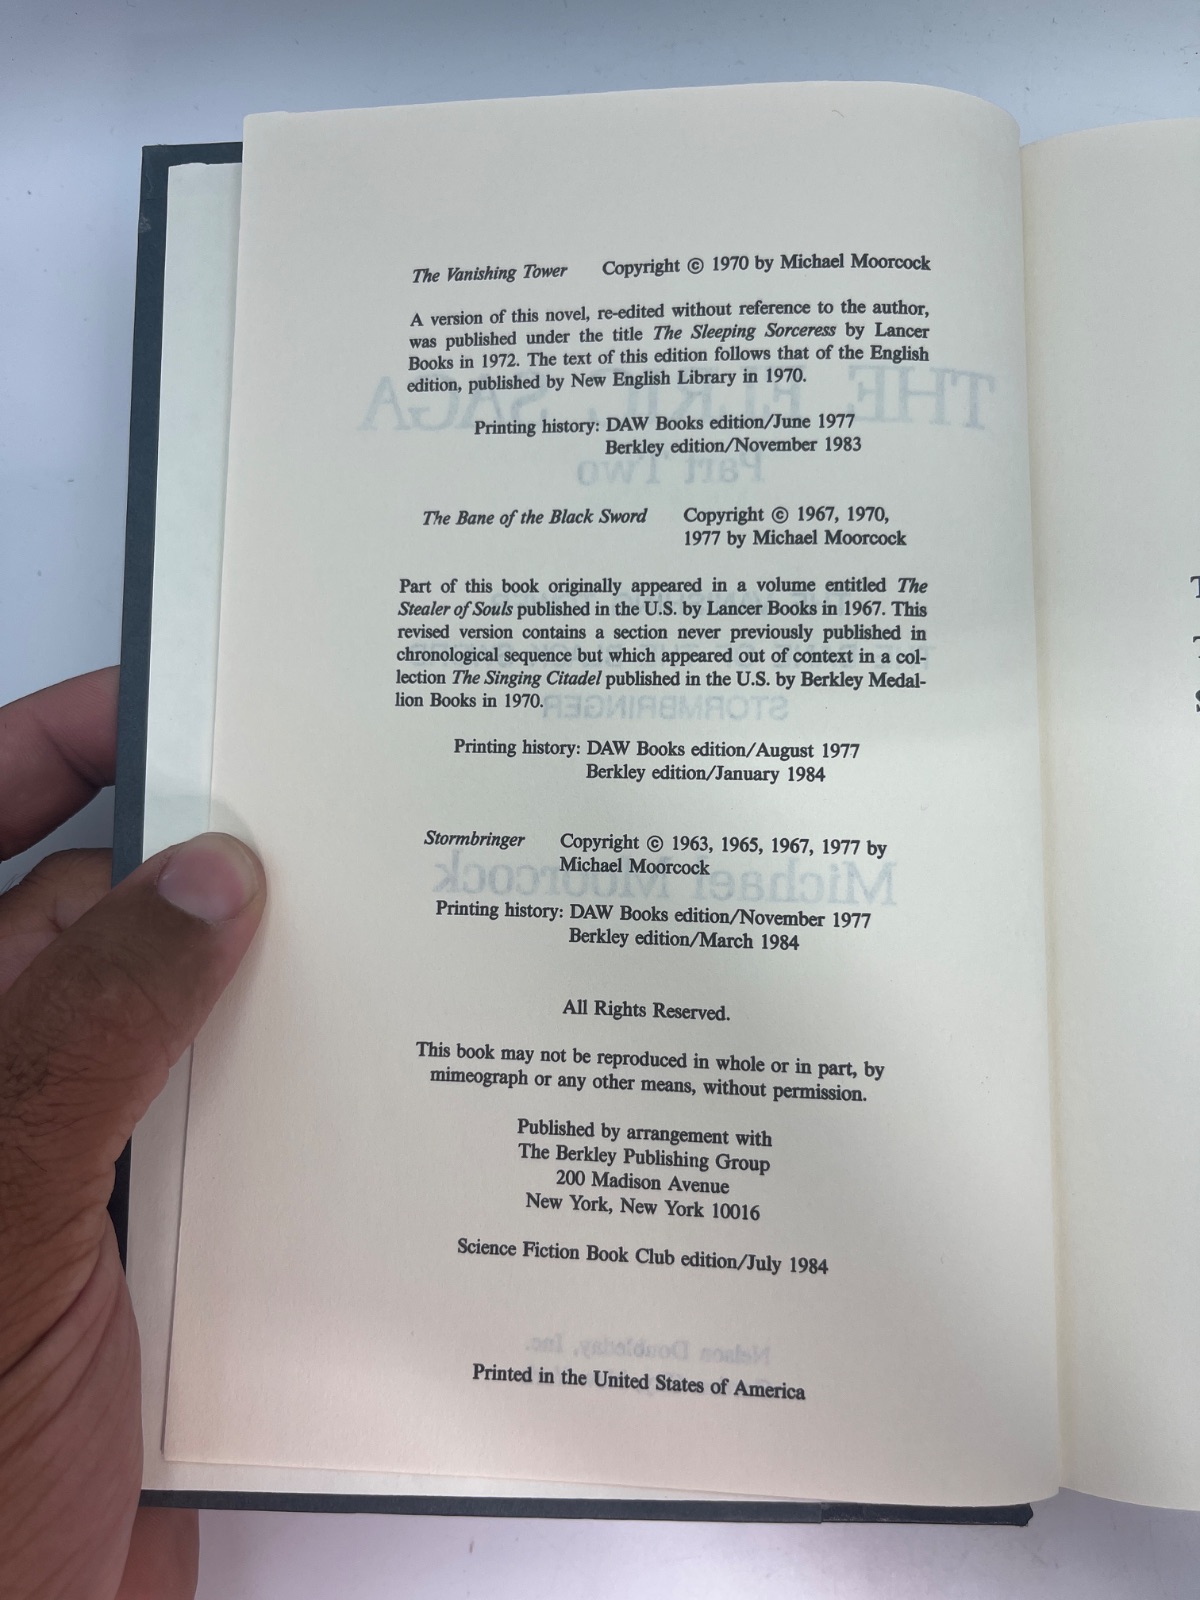 The Vanishing Tower Copyright © 1970 by Michael Moorcock
A version of this novel, re-edited without reference to the author,
was published under the title The Sleeping Sorceress by Lancer
Books in 1972. The text of this edition follows that of the English
edition, published by New English Library in 1970.
Printing history: DAW Books edition/June 1977
Berkley edition/November 1983
The Bane of the Black Sword Copyright © 1967, 1970,
1977 by Michael Moorcock
Part of this book originally appeared in a volume entitled The
Stealer of Souls published in the U.S. by Lancer Books in 1967. This
revised version contains a section never previously published in
chronological sequence but which appeared out of context in a col-
lection The Singing Citadel published in the U.S. by Berkley Medal-
lion Books in 1970.
Printing history: DAW Books edition/August 1977
Berkley edition/January 1984
Stormbringer Copyright © 1963, 1965, 1967, 1977 by
Michael Moorcock
Printing history: DAW Books edition/November 1977
Berkley edition/March 1984
All Rights Reserved.
This book may not be reproduced in whole or in part, by
mimeograph or any other means, without permission.
Published by arrangement with
The Berkley Publishing Group
200 Madison Avenue
New York, New York 10016
Science Fiction Book Club edition/July 1984
Printed in the United States of America
THE ELRIC SAGA
Part Two
STORMBRINGER
Michael Moorcock
Nelson Doubleday, Inc.